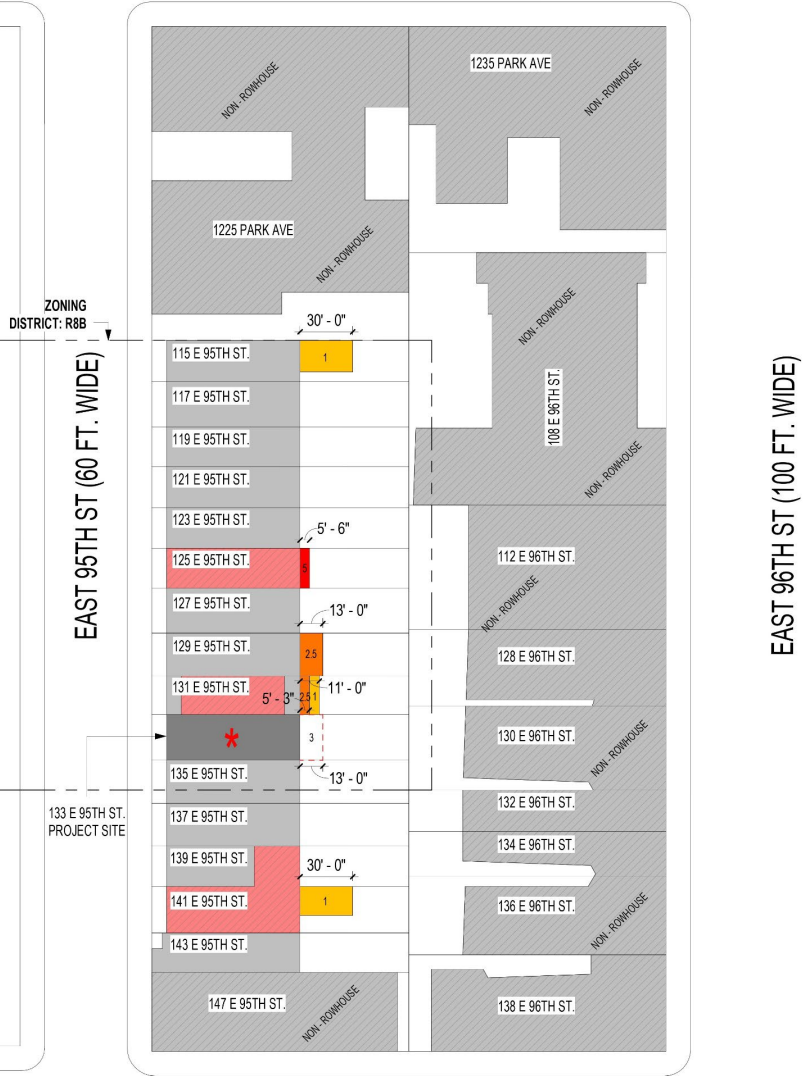 1235 PARK AVE
NON - ROWHOUSE
NON - ROWHOUSE
1225 PARK AVE
NON - ROWHOUSE
ZONING
DISTRICT: R8B
30' - 0"
115 E 95TH ST.
1
117 E 95TH ST.
119 E 95TH ST.
121 E 95TH ST.
123 E 95TH ST.
5' - 6"
125 E 95TH ST.
5
127 E 95TH ST.
13' - 0"
129 E 95TH ST.
2.5
131 E 95TH ST.
5' - 3"
2.5
1
11' - 0"
*
3
13' - 0"
135 E 95TH ST.
133 E 95TH ST.
PROJECT SITE
137 E 95TH ST.
139 E 95TH ST.
30' - 0"
141 E 95TH ST.
1
143 E 95TH ST.
147 E 95TH ST.
NON - ROWHOUSE
EAST 95TH ST (60 FT. WIDE)
NON - ROWHOUSE
108 E 96TH ST.
NON - ROWHOUSE
112 E 96TH ST.
NON - ROWHOUSE
128 E 96TH ST.
130 E 96TH ST.
NON - ROWHOUSE
132 E 96TH ST.
134 E 96TH ST.
136 E 96TH ST.
NON - ROWHOUSE
138 E 96TH ST.
EAST 96TH ST (100 FT. WIDE)